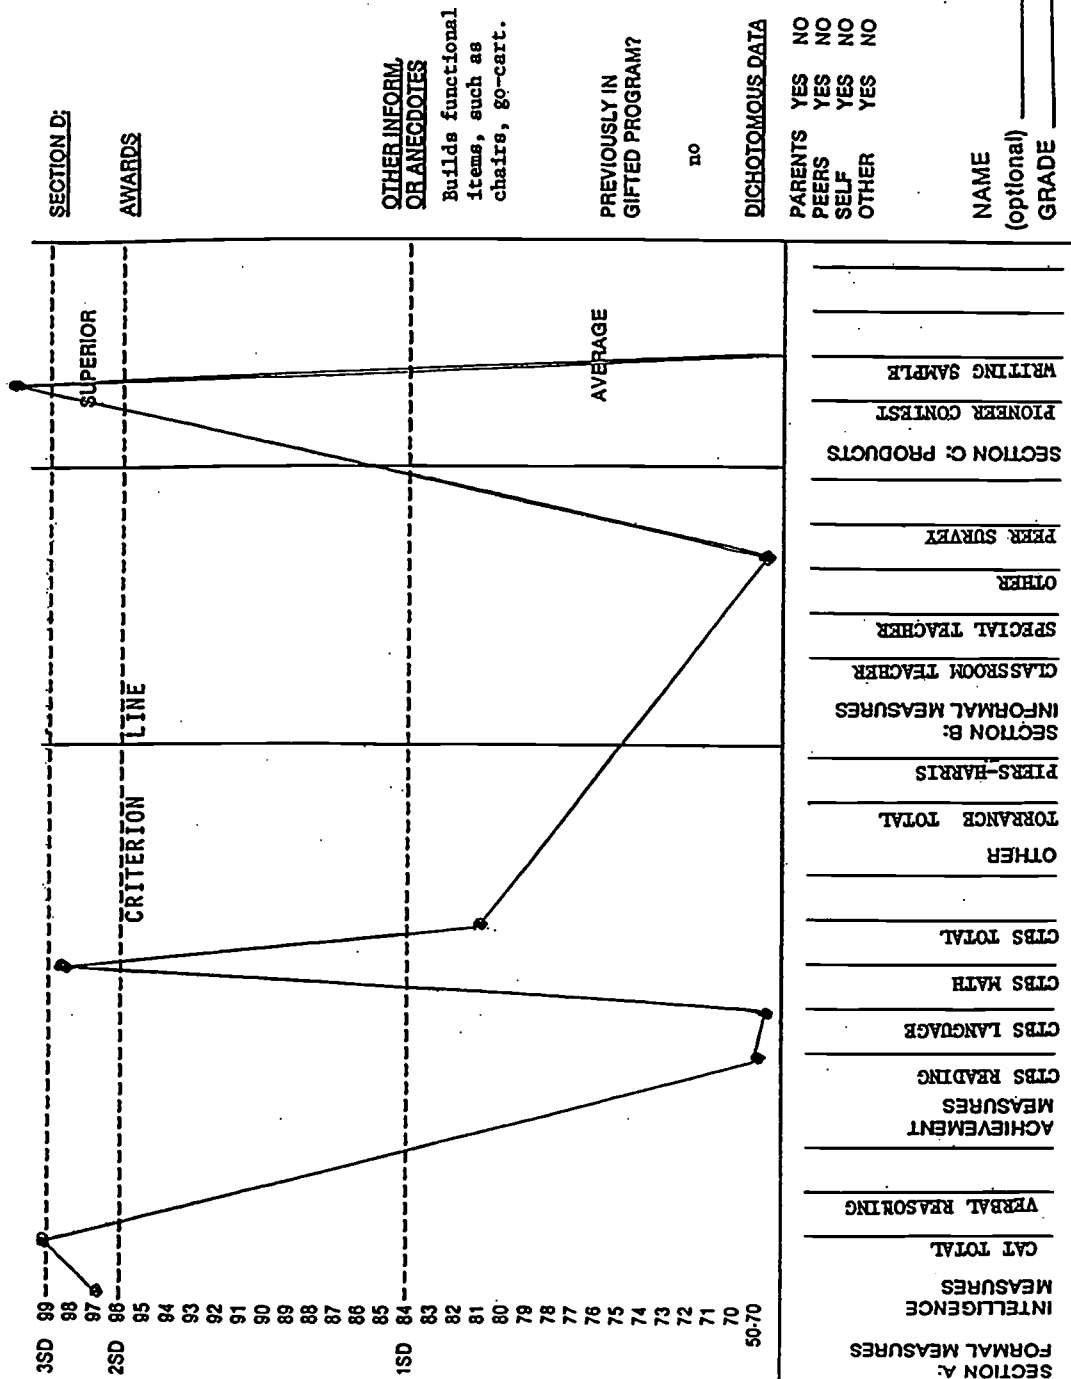 3SD 99
98
97
2SD 96
95
94
93
92
91
90
89
88
87
86
85
1SD 84
83
82
81
80
79
78
77
76
75
74
73
72
71
70
50-70
CRITERION LINE
SUPERIOR
AVERAGE
SECTION A:
FORMAL MEASURES
INTELLIGENCE
MEASURES
CAT TOTAL
VERBAL REASONING
ACHIEVEMENT
MEASURES
CTBS READING
CTBS LANGUAGE
CTBS MATH
CTBS TOTAL
OTHER
TORRANCE TOTAL
PIERS-HARRIS
SECTION B:
INFORMAL MEASURES
CLASSROOM TEACHER
SPECIAL TEACHER
OTHER
PEER SURVEY
SECTION C: PRODUCTS
PIONEER CONTEST
WRITING SAMPLE
SECTION D:
AWARDS
OTHER INFORM,
OR ANECDOTES
Builds functional
items, such as
chairs, go-cart.
PREVIOUSLY IN
GIFTED PROGRAM?
no
DICHOTOMOUS DATA
PARENTS YES NO
PEERS YES NO
SELF YES NO
OTHER YES NO
NAME
(optional)
GRADE